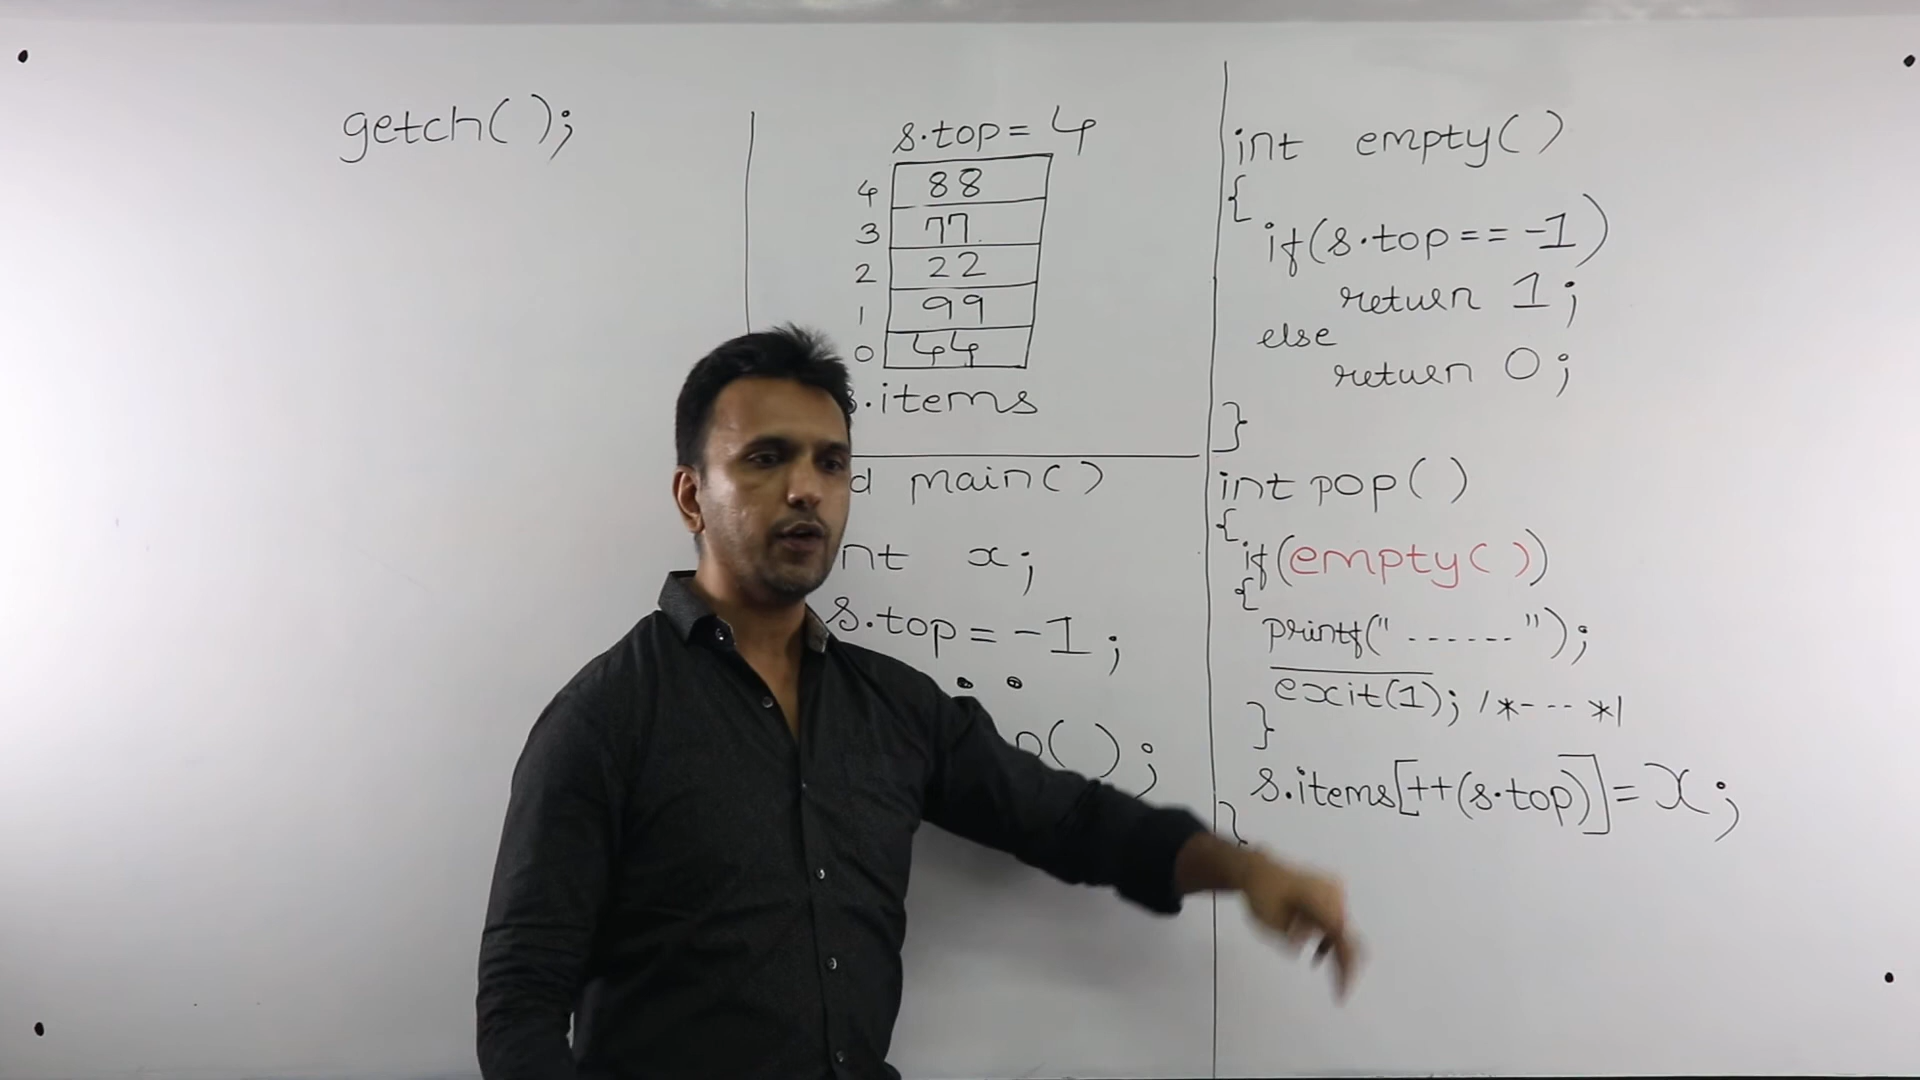 getch();
s.top = 4
4 88
3 77
2 22
1 99
0 44
s.items
main()
x;
s.top = -1;
int empty()
{
if(s.top == -1)
return 1;
else
return 0;
}
int pop()
{
if(empty())
{
printf("------");
exit(1); /*---*/
}
s.items[++(s.top)] = x;
}